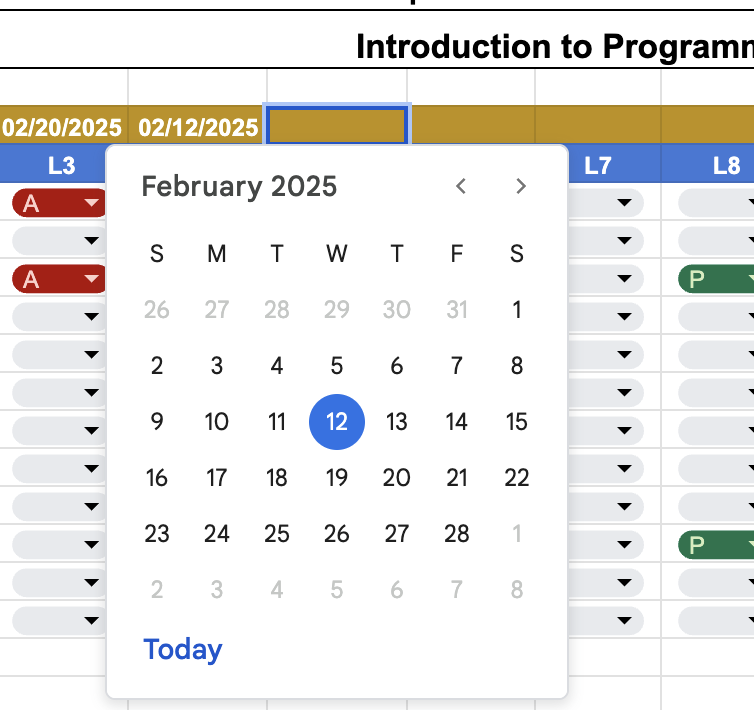 Introduction to Programm
02/20/2025 02/12/2025
L3 L7 L8
February 2025
S M T W T F S
26 27 28 29 30 31 1
2 3 4 5 6 7 8
9 10 11 12 13 14 15
16 17 18 19 20 21 22
23 24 25 26 27 28 1
2 3 4 5 6 7 8
Today
A
A
P
P